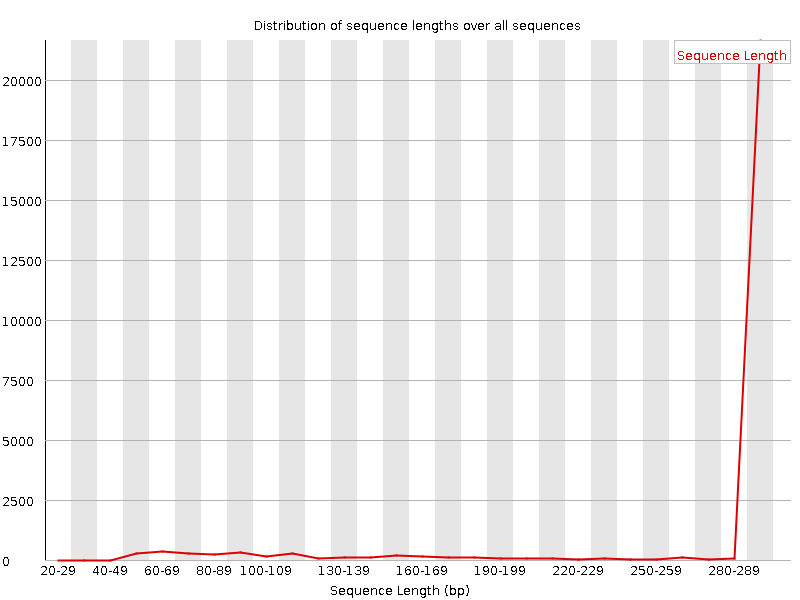 Distribution of sequence lengths over all sequences
Sequence Length
20000
17500
15000
12500
10000
7500
5000
2500
0
20-29 40-49 60-69 80-89 100-109 130-139 160-169 190-199 220-229 250-259 280-289
Sequence Length (bp)